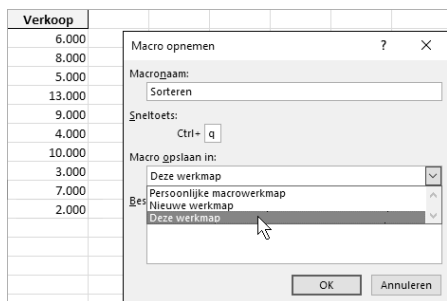 Verkoop
6.000
8.000
5.000
13.000
9.000
4.000
10.000
3.000
7.000
2.000
Macro opnemen ? ×
Macronaam:
Sorteren
Sneltoets:
Ctrl+ q
Macro opslaan in:
Deze werkmap
Persoonlijke macrowerkmap
Nieuwe werkmap
Deze werkmap
Bes
OK Annuleren